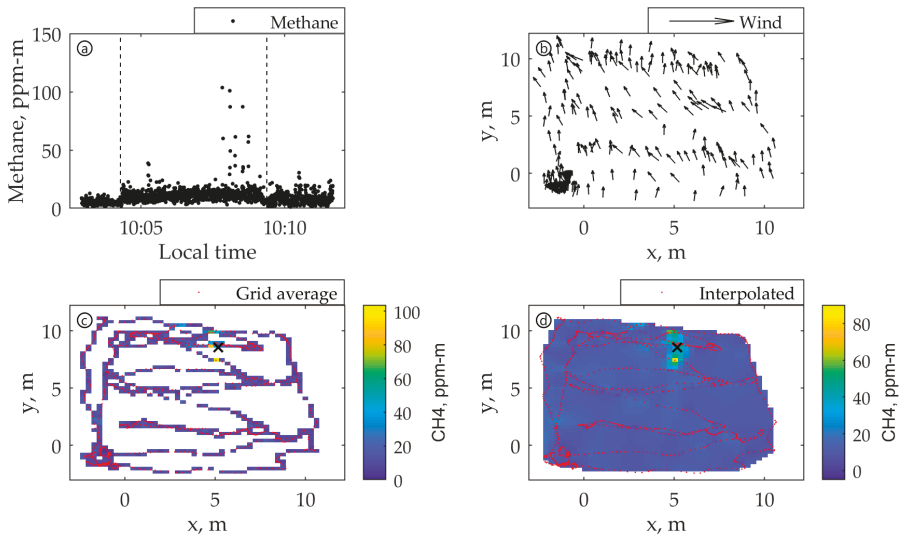 Methane
ⓐ
150
100
50
0
Methane, ppm-m
10:05 10:10
Local time
Wind
ⓑ
10
5
0
y, m
0 5 10
x, m
Grid average
ⓒ
10
5
0
y, m
0 5 10
x, m
100
80
60
40
20
0
CH4, ppm-m
Interpolated
ⓓ
10
5
0
y, m
0 5 10
x, m
80
60
40
20
0
CH4, ppm-m